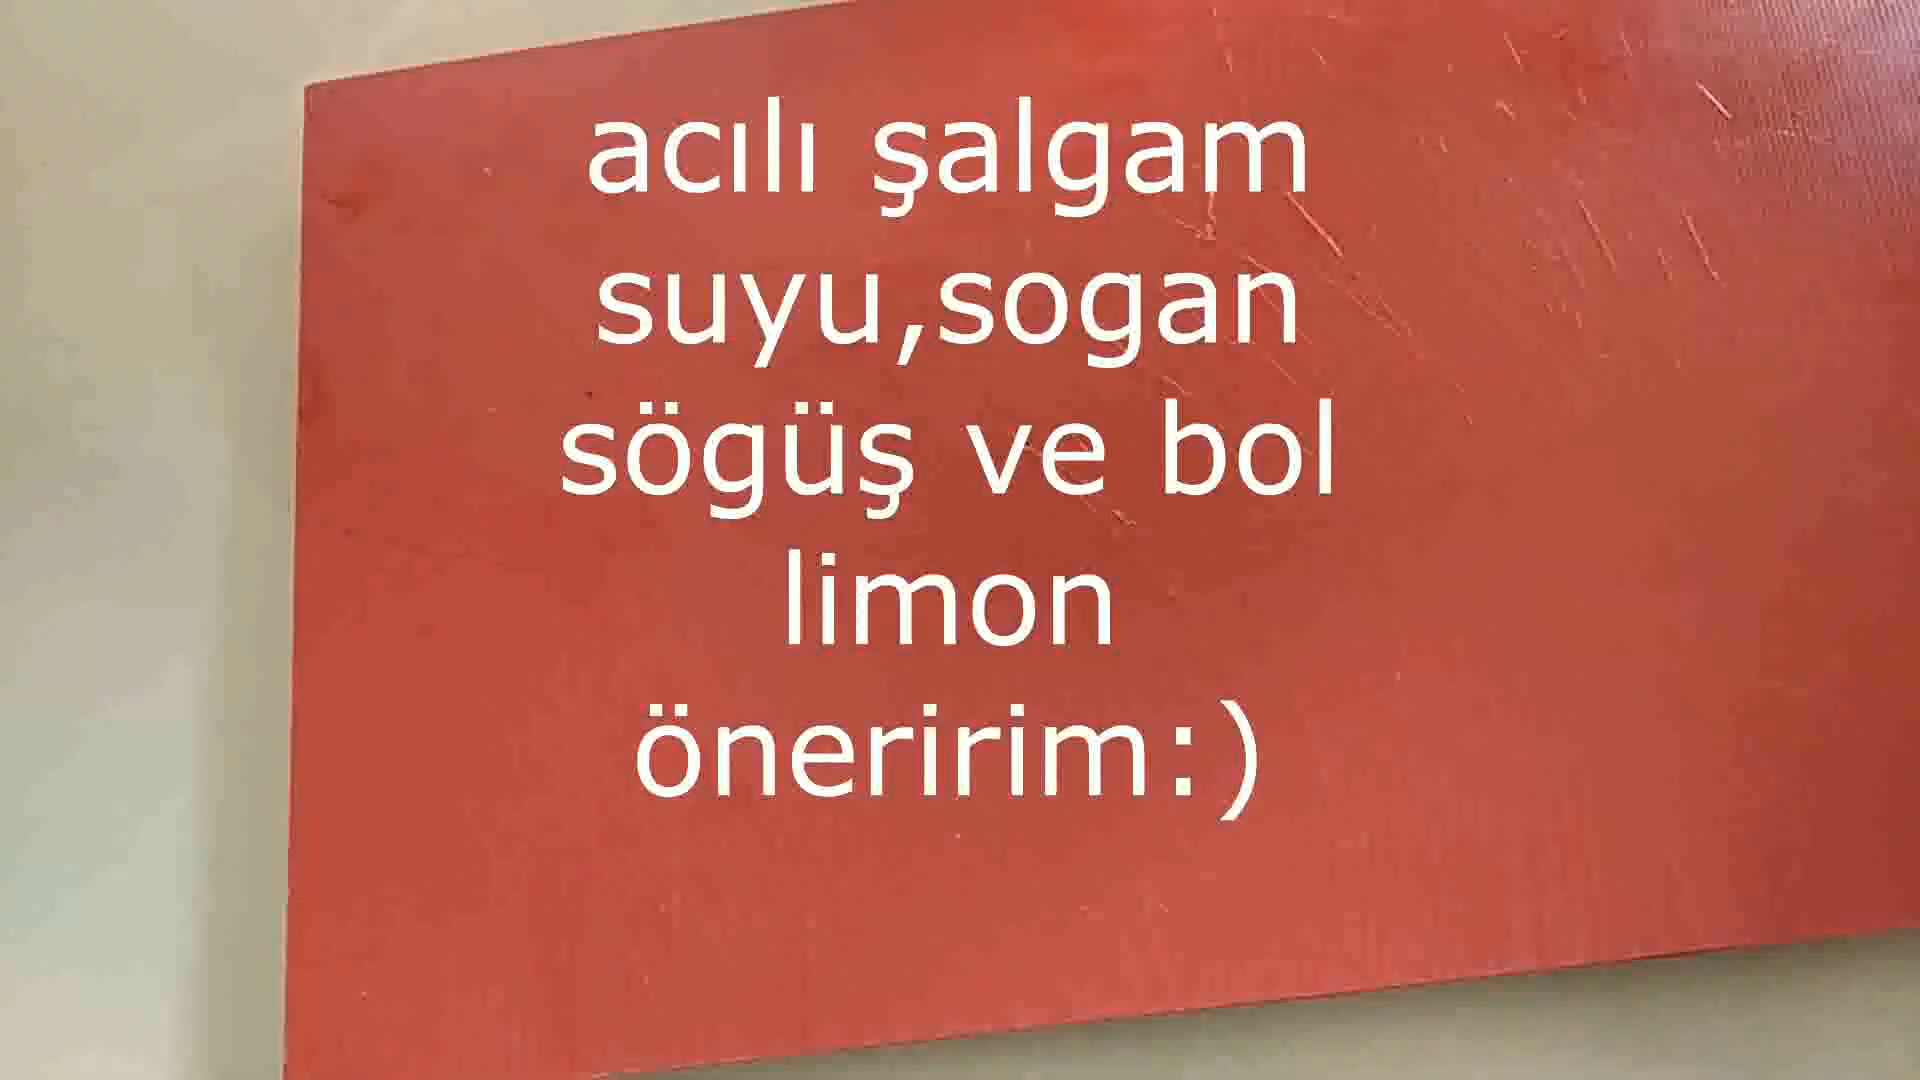 acılı şalgam
suyu,sogan
sögüş ve bol
limon
öneririm:)